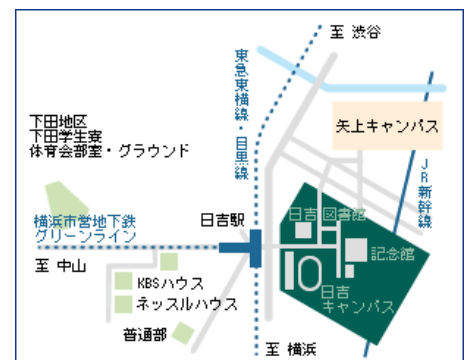 至 渋谷
東急東横線・目黒線
下田地区
下田学生寮
体育会部室・グラウンド
矢上キャンパス
JR新幹線
日吉駅
日吉図書館
横浜市営地下鉄
グリーンライン
記念館
至 中山
KBSハウス
ネッスルハウス
日吉
キャンパス
普通部
至 横浜